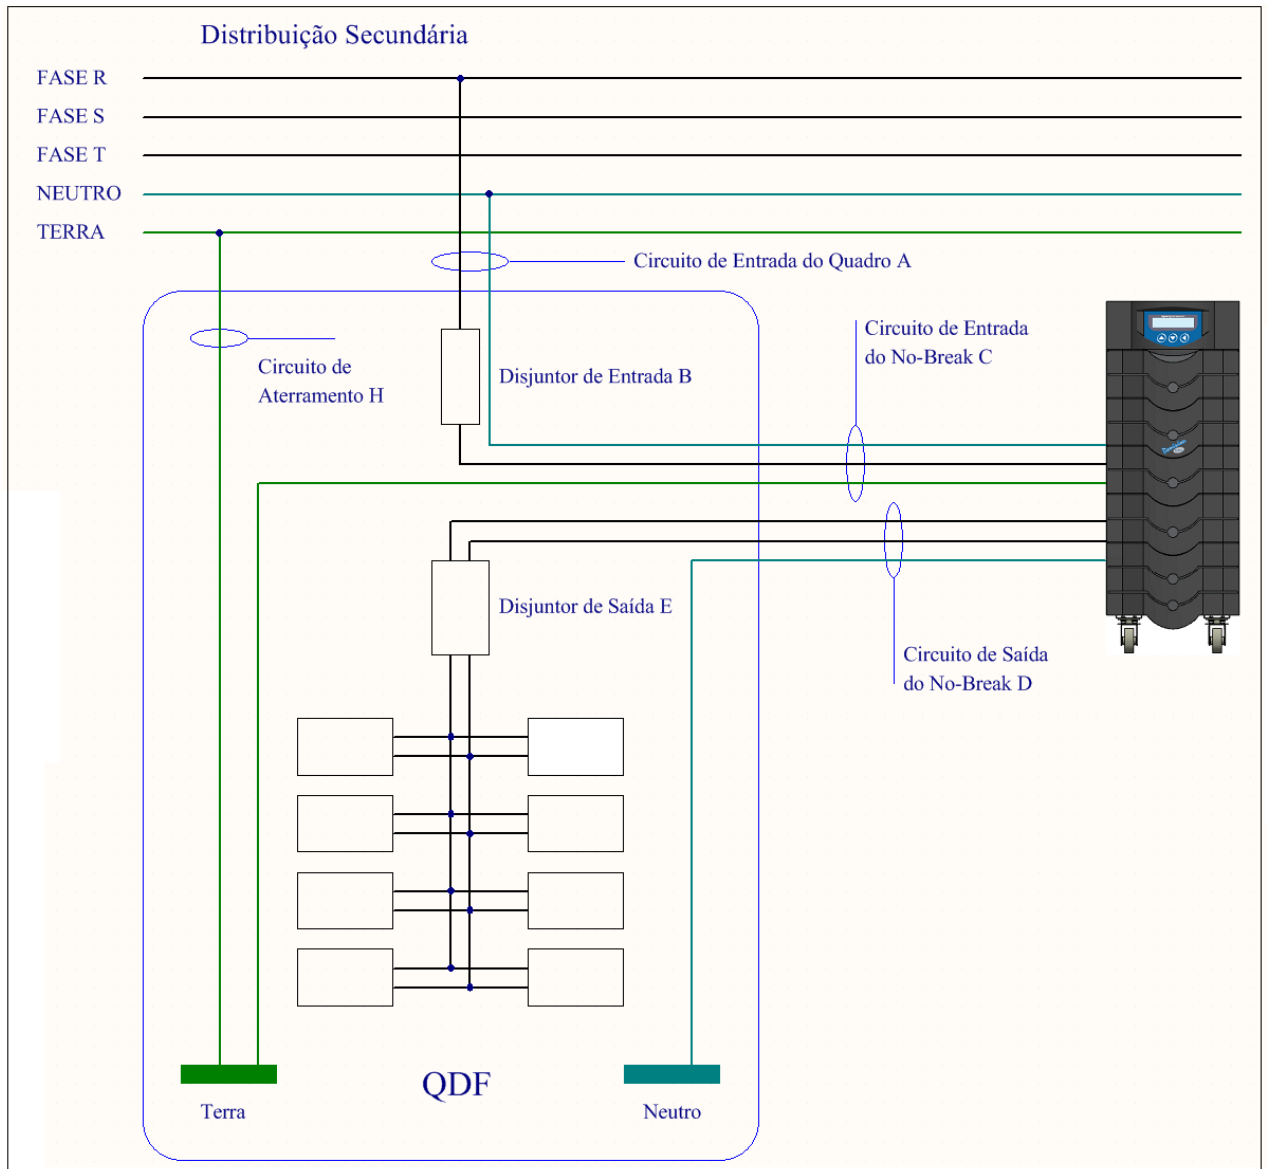 Distribuição Secundária
FASE R
FASE S
FASE T
NEUTRO
TERRA
Circuito de Entrada do Quadro A
Circuito de Entrada
do No-Break C
Circuito de
Aterramento H
Disjuntor de Entrada B
Disjuntor de Saída E
Circuito de Saída
do No-Break D
QDF
Terra
Neutro